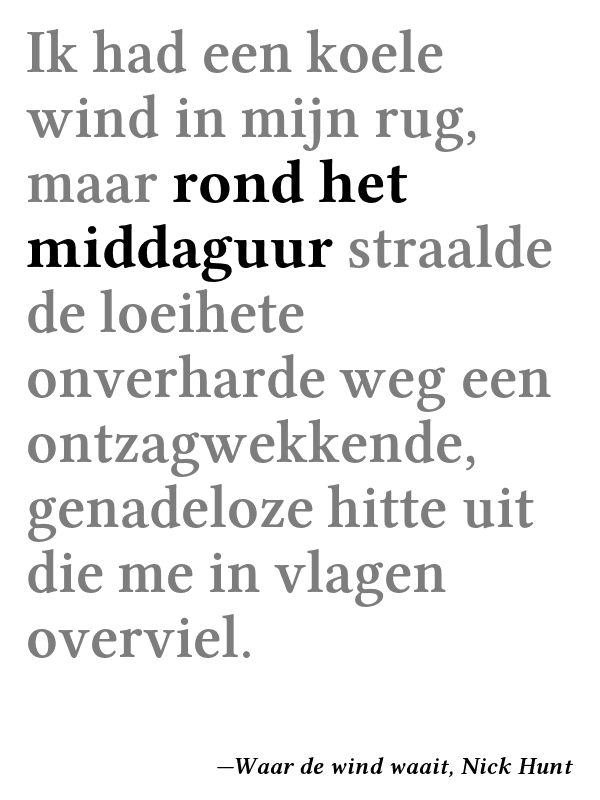 Ik had een koele
wind in mijn rug,
maar rond het
middaguur straalde
de loeihete
onverharde weg een
ontzagwekkende,
genadeloze hitte uit
die me in vlagen
overviel.
—Waar de wind waait, Nick Hunt